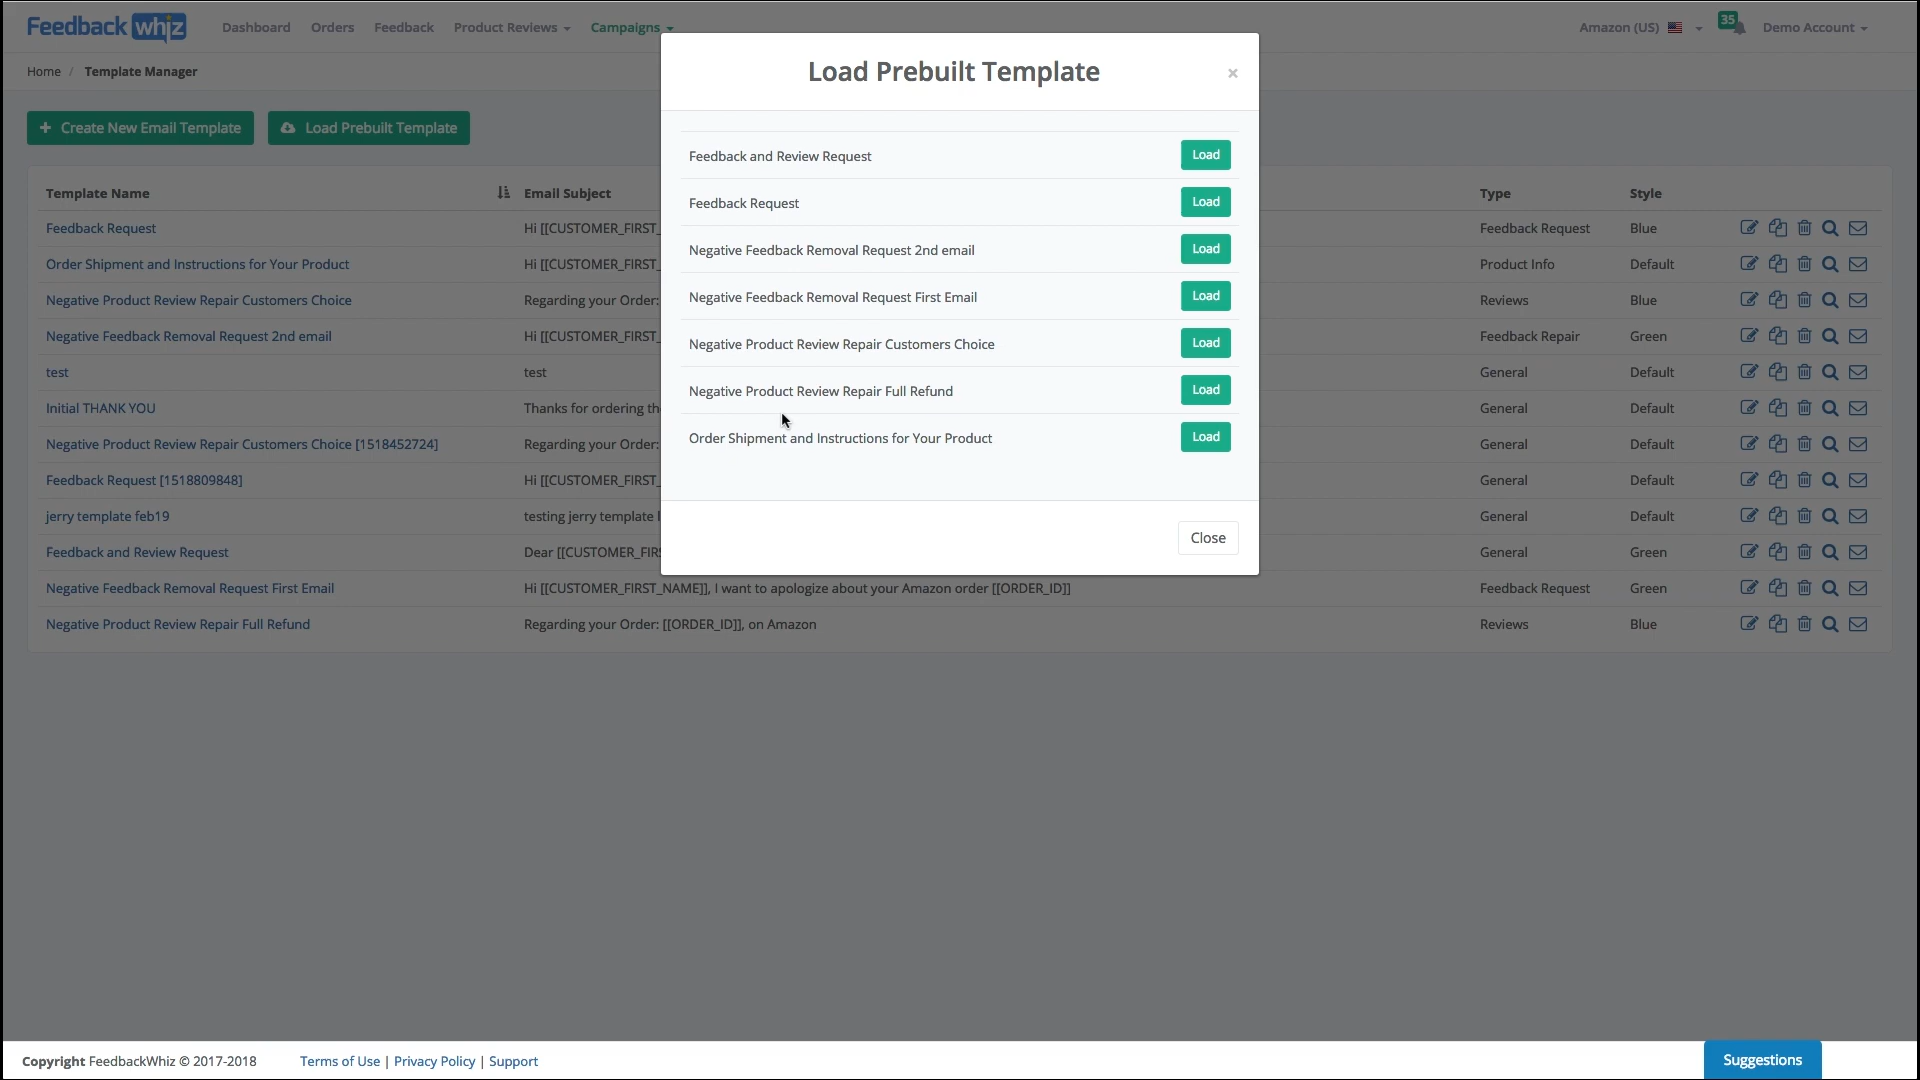 Feedback whiz Dashboard Orders Feedback Product Reviews Campaigns Amazon (US) 35 Demo Account
Home / Template Manager
Load Prebuilt Template ×
+ Create New Email Template Load Prebuilt Template
Feedback and Review Request Load
Feedback Request Load
Negative Feedback Removal Request 2nd email Load
Negative Feedback Removal Request First Email Load
Negative Product Review Repair Customers Choice Load
Negative Product Review Repair Full Refund Load
Order Shipment and Instructions for Your Product Load
Close
Template Name Email Subject Type Style
Feedback Request Hi [[CUSTOMER_FIRST_ Feedback Request Blue
Order Shipment and Instructions for Your Product Hi [[CUSTOMER_FIRST_ Product Info Default
Negative Product Review Repair Customers Choice Regarding your Order: Reviews Blue
Negative Feedback Removal Request 2nd email Hi [[CUSTOMER_FIRST_ Feedback Repair Green
test test General Default
Initial THANK YOU Thanks for ordering General Default
Negative Product Review Repair Customers Choice [1518452724] Regarding your Order: General Default
Feedback Request [1518809848] Hi [[CUSTOMER_FIRST_ General Default
jerry template feb19 testing jerry template General Default
Feedback and Review Request Dear [[CUSTOMER_FIR General Green
Negative Feedback Removal Request First Email Hi [[CUSTOMER_FIRST_NAME]], I want to apologize about your Amazon order [[ORDER_ID]] Feedback Request Green
Negative Product Review Repair Full Refund Regarding your Order: [[ORDER_ID]], on Amazon Reviews Blue
Copyright FeedbackWhiz © 2017-2018 Terms of Use | Privacy Policy | Support Suggestions